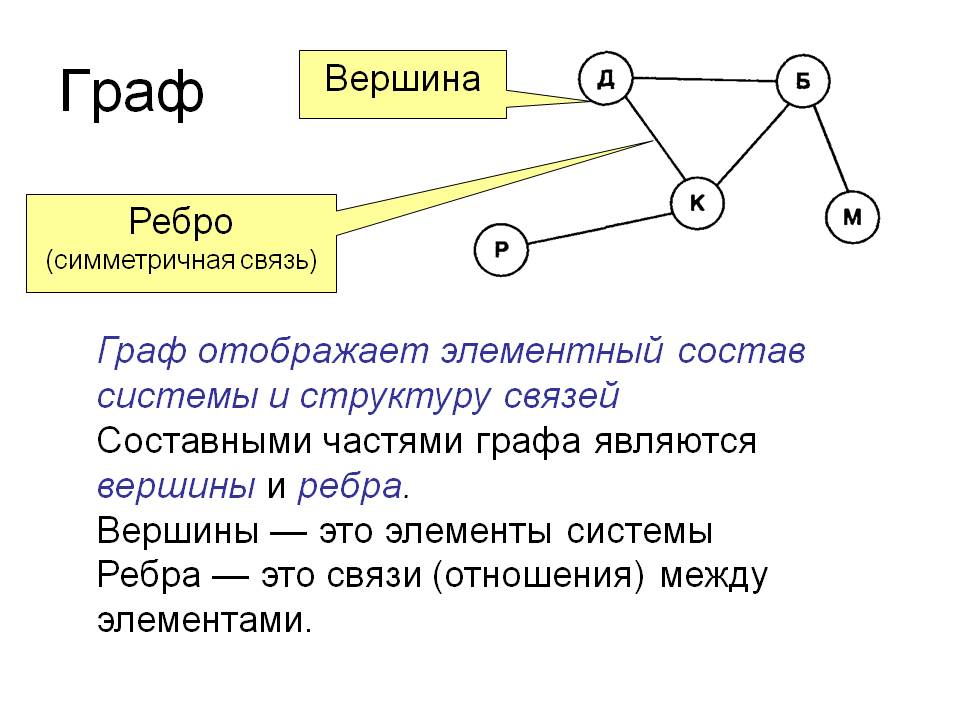 Граф
Вершина
Д
Б
Ребро
(симметричная связь)
К
М
Р
Граф отображает элементный состав
системы и структуру связей
Составными частями графа являются
вершины и ребра.
Вершины — это элементы системы
Ребра — это связи (отношения) между
элементами.